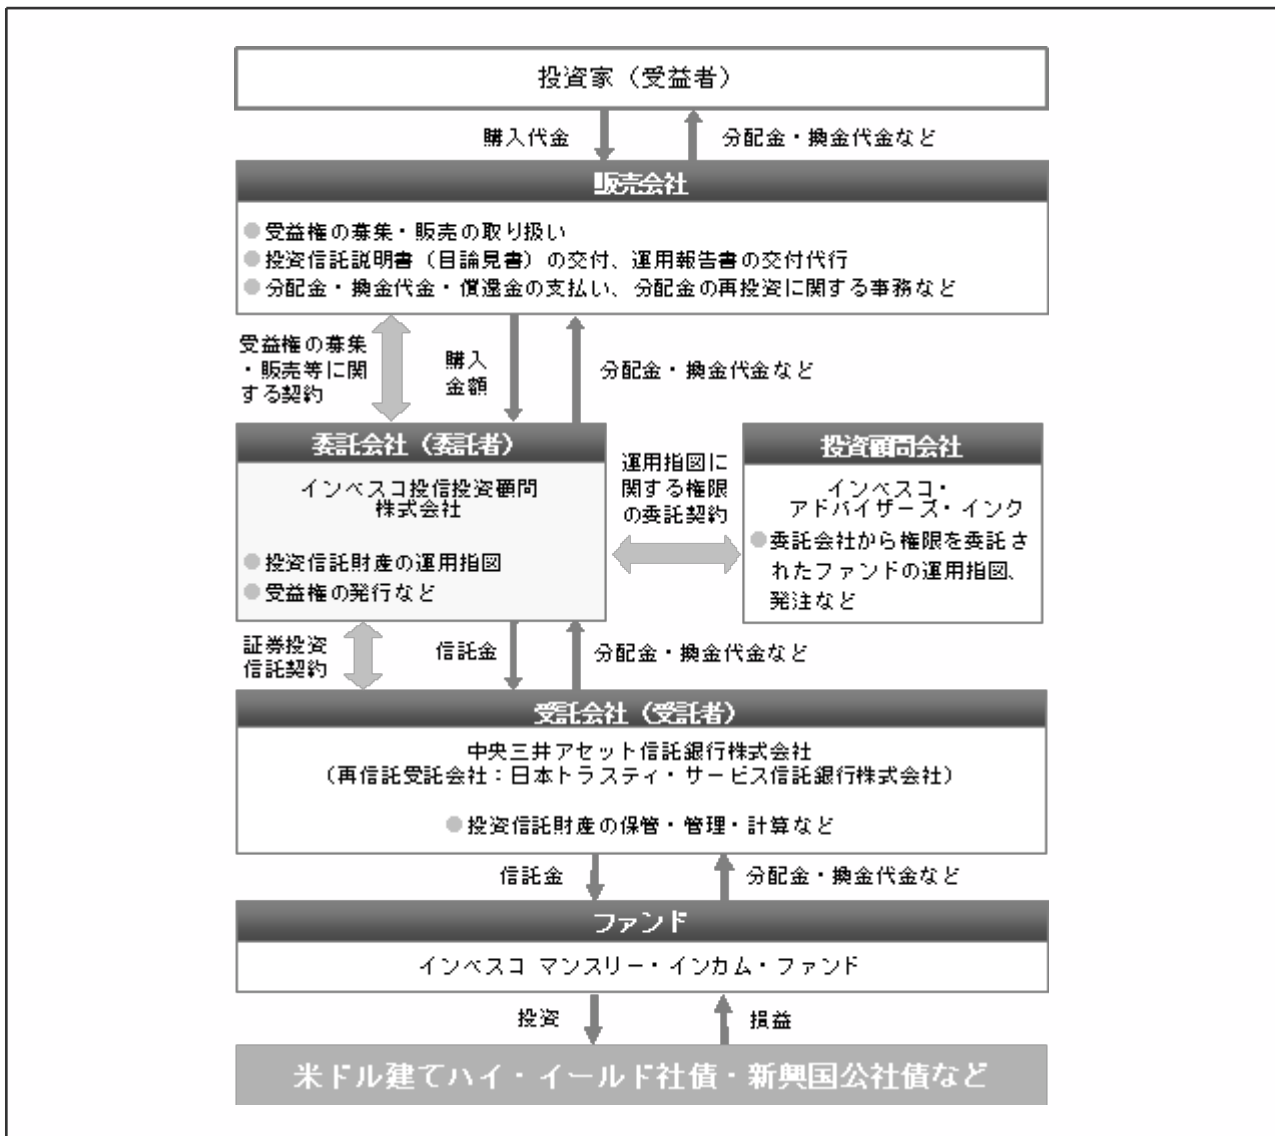 投資家（受益者）
購入代金
分配金・換金代金など
販売会社
●受益権の募集・販売の取り扱い
●投資信託説明書（目論見書）の交付、運用報告書の交付代行
●分配金・換金代金・償還金の支払い、分配金の再投資に関する事務など
受益権の募集
・販売等に関
する契約
購入
金額
分配金・換金代金など
委託会社（委託者）
インベスコ投信投資顧問
株式会社
●投資信託財産の運用指図
●受益権の発行など
運用指図に
関する権限
の委託契約
投資顧問会社
インベスコ・
アドバイザーズ・インク
●委託会社から権限を委託さ
れたファンドの運用指図、
発注など
証券投資
信託契約
信託金
分配金・換金代金など
受託会社（受託者）
中央三井アセット信託銀行株式会社
（再信託受託会社：日本トラスティ・サービス信託銀行株式会社）
●投資信託財産の保管・管理・計算など
信託金
分配金・換金代金など
ファンド
インベスコ マンスリー・インカム・ファンド
投資
損益
米ドル建てハイ・イールド社債・新興国公社債など